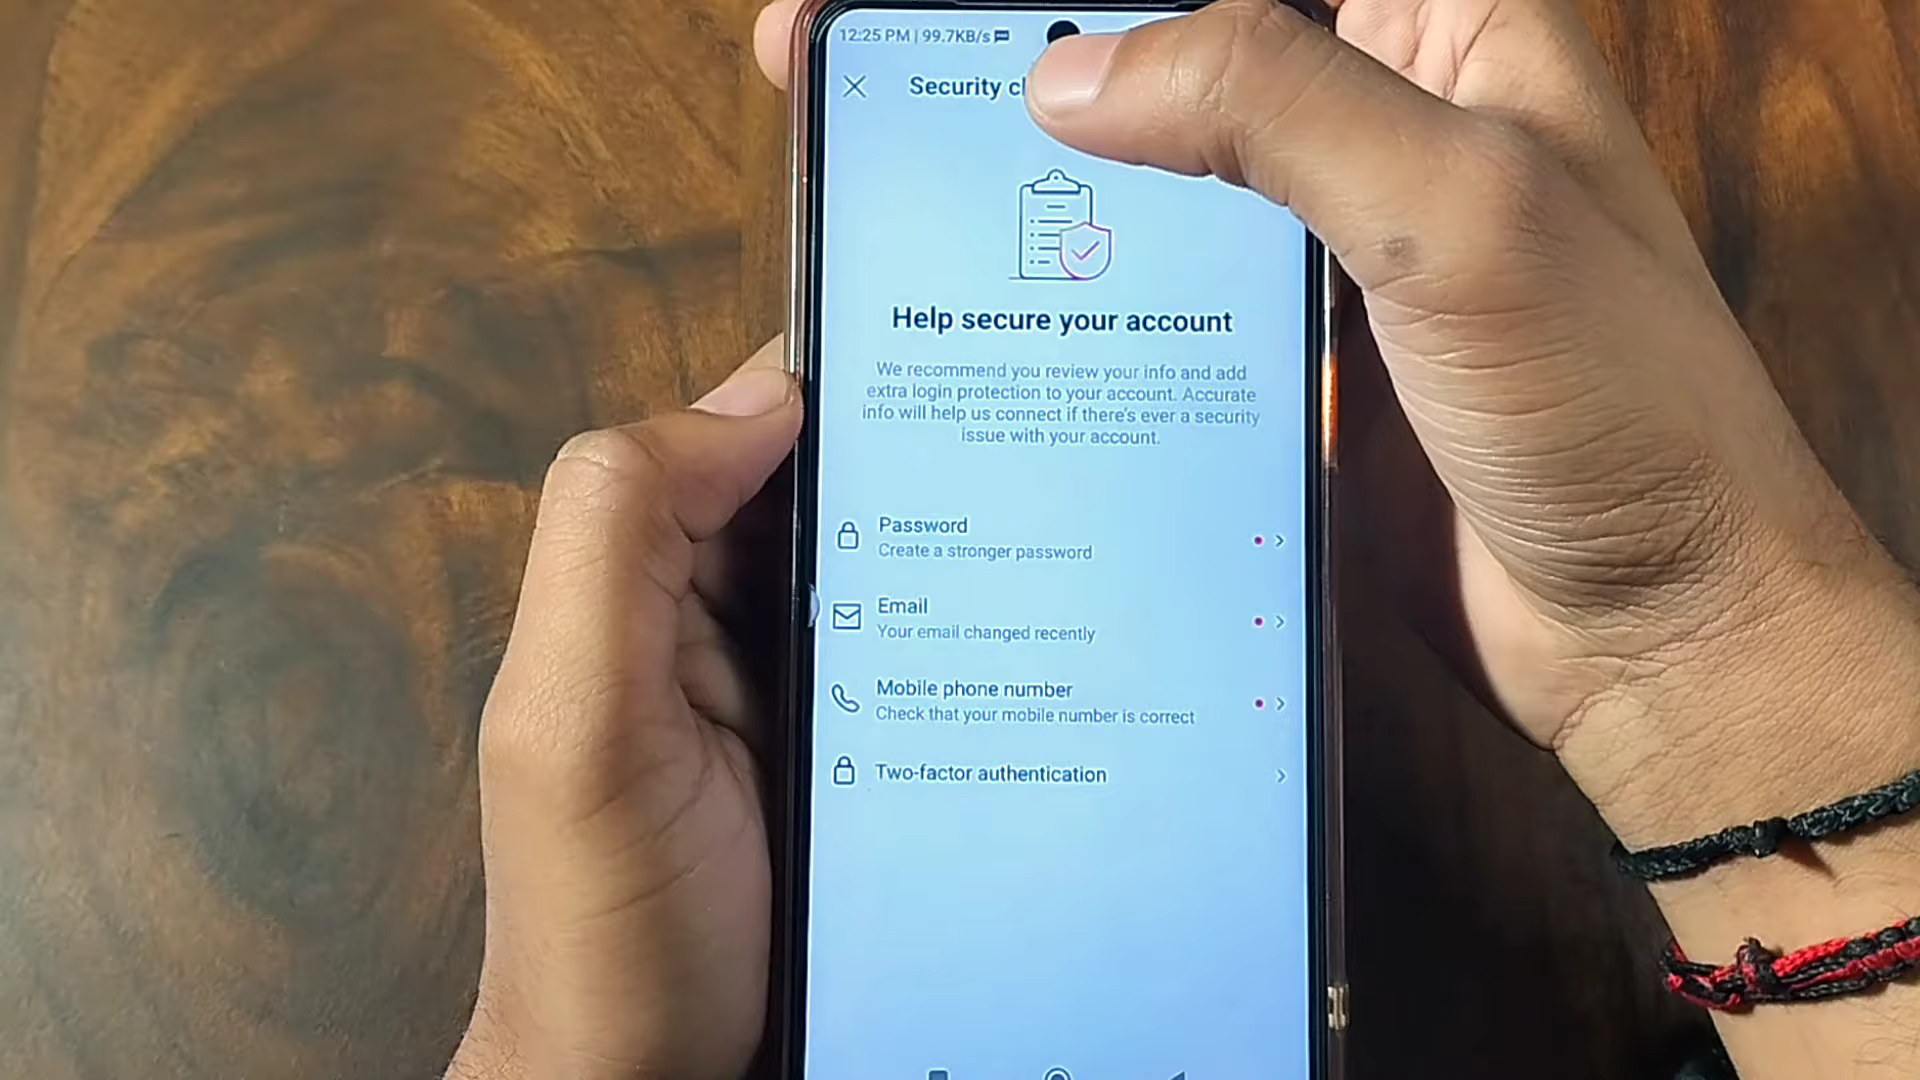 12:25 PM | 99.7KB/s
Security
Help secure your account
We recommend you review your info and add
extra login protection to your account. Accurate
info will help us connect if there's ever a security
issue with your account.
Password
Create a stronger password
Email
Your email changed recently
Mobile phone number
Check that your mobile number is correct
Two-factor authentication